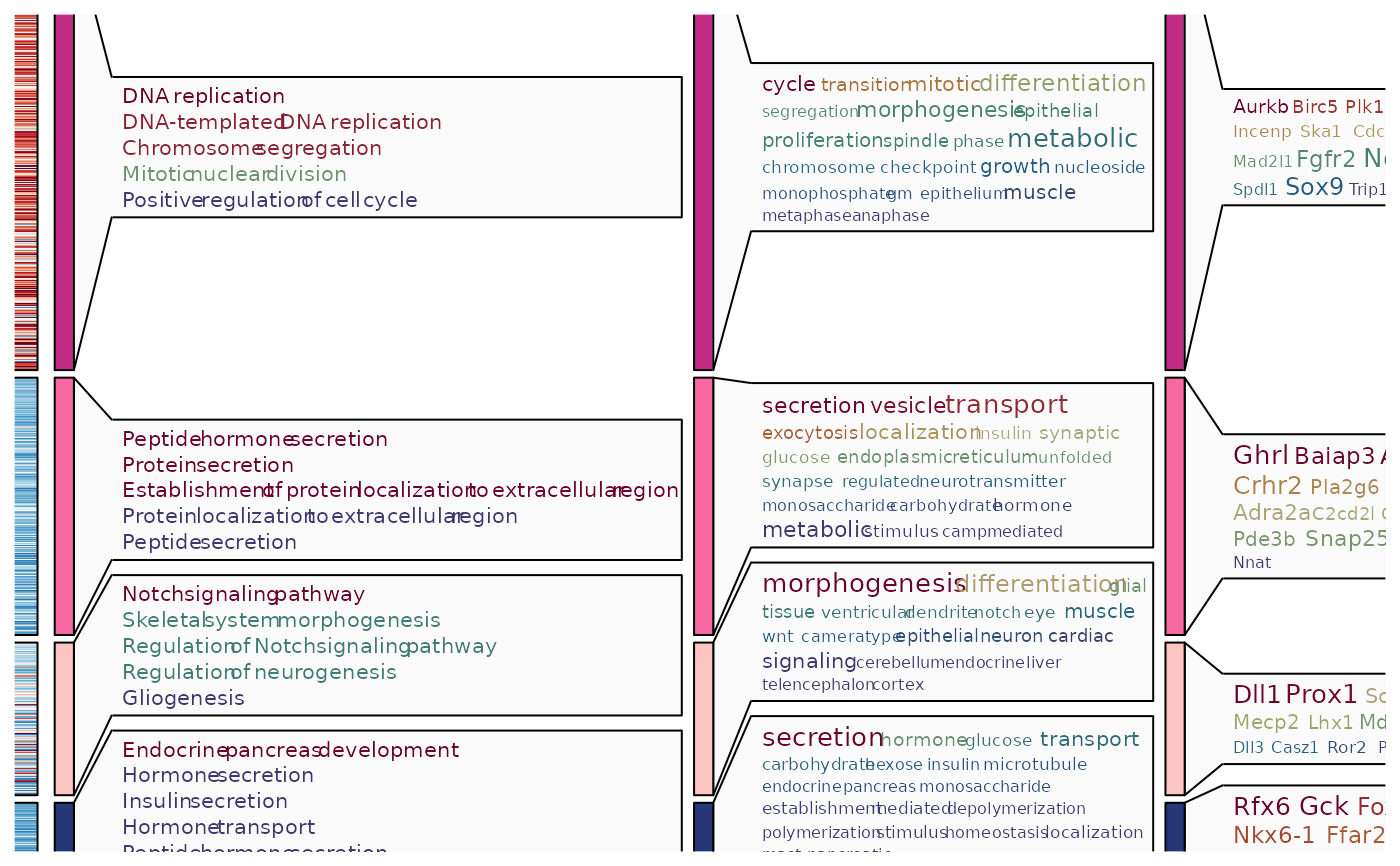 DNA replication
DNA-templated DNA replication
Chromosome segregation
Mitotic nuclear division
Positive regulation of cell cycle
cycle transition mitotic differentiation
segregation morphogenesis epithelial
proliferation spindle phase metabolic
chromosome checkpoint growth nucleoside
monophosphate gm epithelium muscle
metaphase anaphase
Aurkb Birc5 Plk1
Incenp Ska1 Cdc
Mad2l1 Fgfr2
Spdl1 Sox9 Trip1
Peptide hormone secretion
Protein secretion
Establishment of protein localization to extracellular region
Protein localization to extracellular region
Peptide secretion
secretion vesicle transport
exocytosis localization insulin synaptic
glucose endoplasmic reticulum unfolded
synapse regulated neurotransmitter
monosaccharide carbohydrate hormone
metabolic stimulus camp mediated
Ghrl Baiap3
Crhr2 Pla2g6
Adra2a C2cd2l
Pde3b Snap25
Nnat
Notch signaling pathway
Skeletal system morphogenesis
Regulation of Notch signaling pathway
Regulation of neurogenesis
Gliogenesis
morphogenesis differentiation glial
tissue ventricular dendrite notch eye muscle
wnt camera type epithelial neuron cardiac
signaling cerebellum endocrine liver
telencephalon cortex
Dll1 Prox1
Mecp2 Lhx1 Md
Dll3 Casz1 Ror2 P
Endocrine pancreas development
Hormone secretion
Insulin secretion
Hormone transport
Peptide hormone secretion
secretion hormone glucose transport
carbohydrate hexose insulin microtubule
endocrine pancreas monosaccharide
establishment mediated depolymerization
polymerization stimulus homeostasis localization
Rfx6 Gck Fo
Nkx6-1 Ffar2